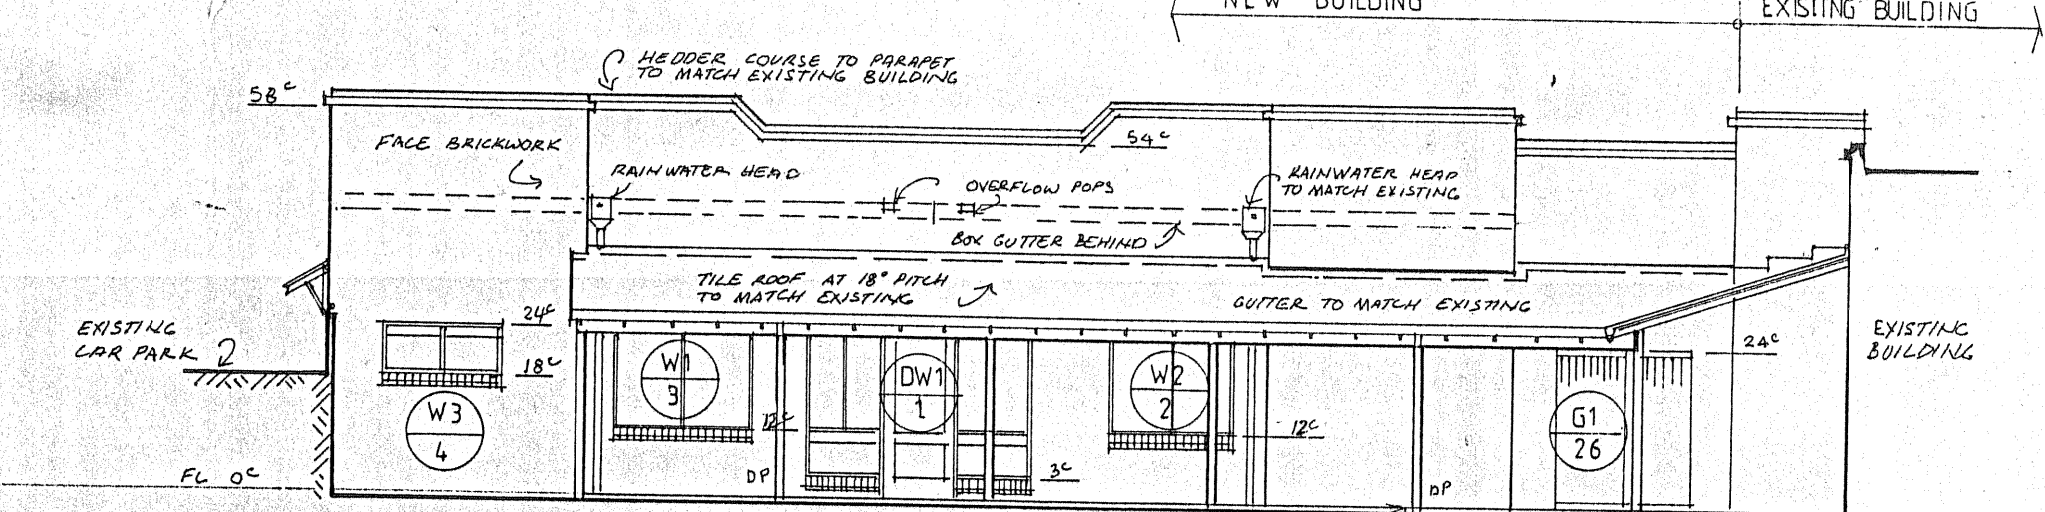 NEW BUILDING
EXISTING BUILDING
HEDDER COURSE TO PARAPET
TO MATCH EXISTING BUILDING
58c
54c
FACE BRICKWORK
RAINWATER HEAD
OVERFLOW POPS
RAINWATER HEAD
TO MATCH EXISTING
BOX GUTTER BEHIND
TILE ROOF AT 18° PITCH
TO MATCH EXISTING
GUTTER TO MATCH EXISTING
EXISTING
CAR PARK
24c
18c
24c
EXISTING
BUILDING
W1
3
DW1
1
W2
2
W3
4
G1
26
12c
12c
3c
DP
DP
FL 0c